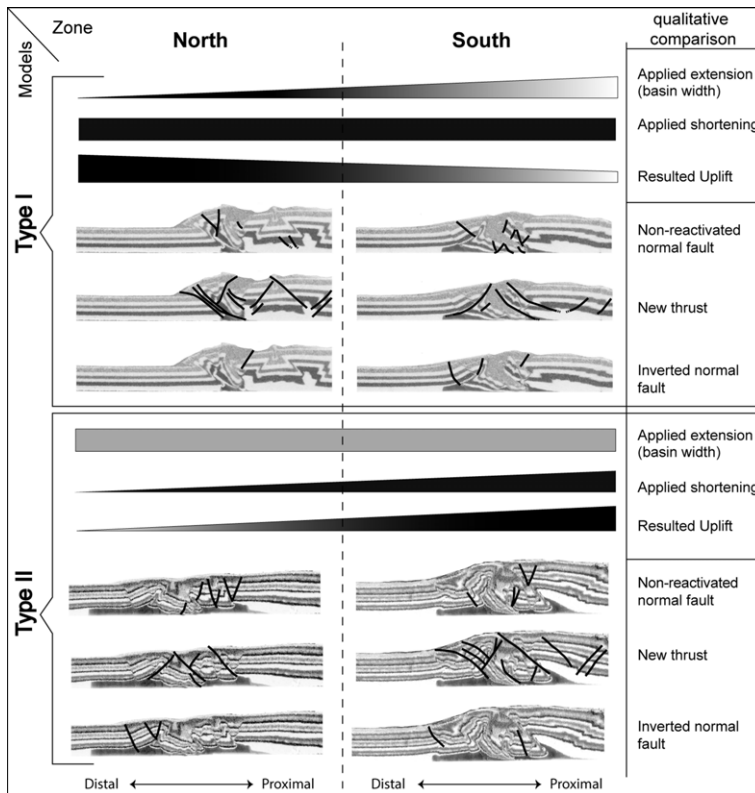 Zone
Models
North
South
qualitative
comparison
Type I
Applied extension
(basin width)
Applied shortening
Resulted Uplift
Non-reactivated
normal fault
New thrust
Inverted normal
fault
Type II
Applied extension
(basin width)
Applied shortening
Resulted Uplift
Non-reactivated
normal fault
New thrust
Inverted normal
fault
Distal Proximal Distal Proximal